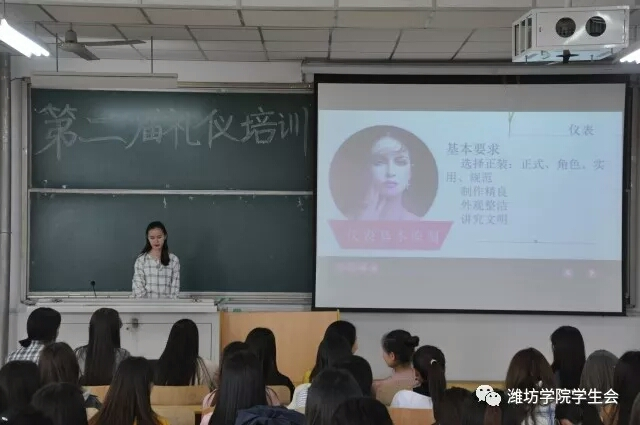 第二届礼仪培训
仪表
基本要求
选择正装：正式，角色，实
用、规范
制作精良
外观整洁
讲究文明
潍坊学院学生会